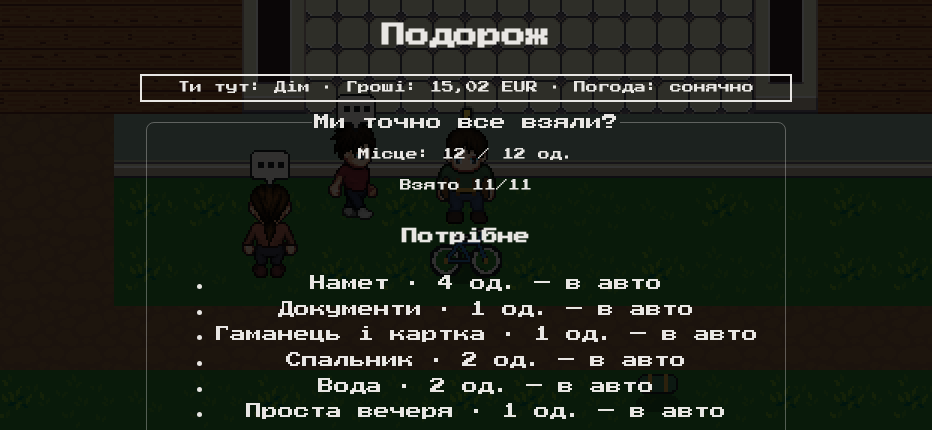 Подорож
Ти тут: Дім · Гроші: 15,02 EUR · Погода: сонячно
Ми точно все взяли?
Місце: 12 / 12 од.
Взято 11/11
Потрібне
• Намет · 4 од. — в авто
• Документи · 1 од. — в авто
• Гаманець і картка · 1 од. — в авто
• Спальник · 2 од. — в авто
• Вода · 2 од. — в авто
• Проста вечеря · 1 од. — в авто